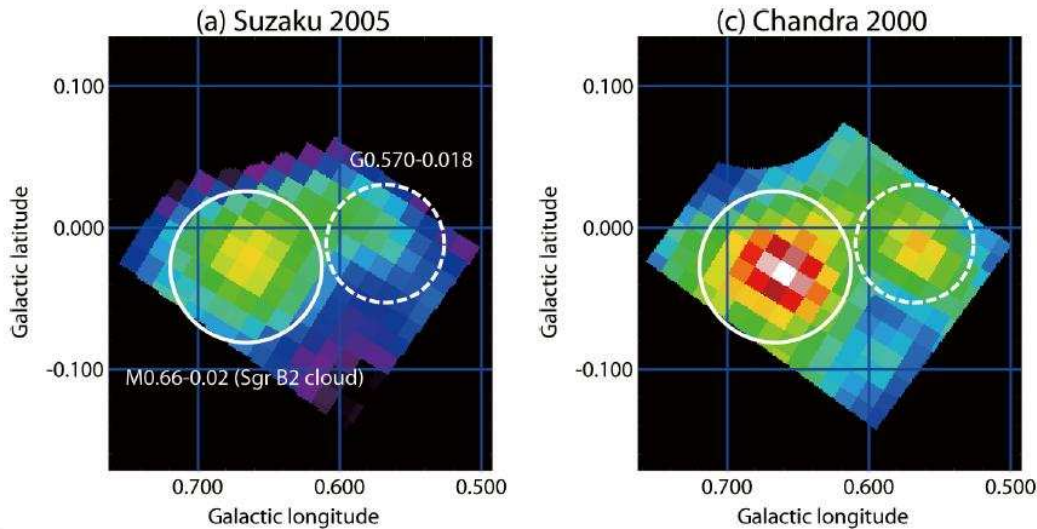 (a) Suzaku 2005
0.100
0.000
-0.100
Galactic latitude
G0.570-0.018
M0.66-0.02 (Sgr B2 cloud)
0.700
0.600
0.500
Galactic longitude
(c) Chandra 2000
0.100
0.000
-0.100
Galactic latitude
0.700
0.600
0.500
Galactic longitude